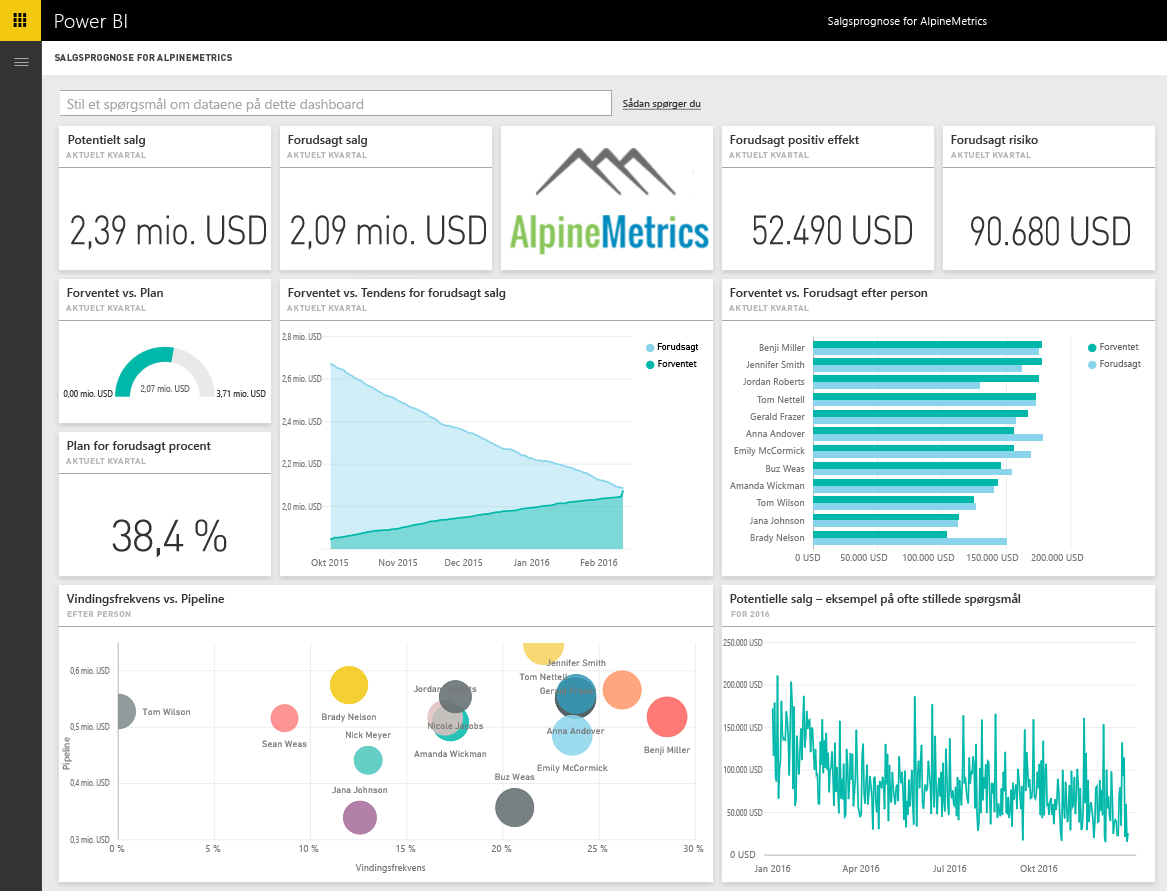 Power BI
Salgsprognose for AlpineMetrics
SALGSPROGNOSE FOR ALPINEMETRICS
Stil et spørgsmål om dataene på dette dashboard
Sådan spørger du
Potentielt salg
AKTUELT KVARTAL
2,39 mio. USD
Forudsagt salg
AKTUELT KVARTAL
2,09 mio. USD
AlpineMetrics
Forudsagt positiv effekt
AKTUELT KVARTAL
52.490 USD
Forudsagt risiko
AKTUELT KVARTAL
90.680 USD
Forventet vs. Plan
AKTUELT KVARTAL
0,00 mio. USD
2,07 mio. USD
3,71 mio. USD
Plan for forudsagt procent
AKTUELT KVARTAL
38,4 %
Forventet vs. Tendens for forudsagt salg
AKTUELT KVARTAL
2,8 mio. USD
2,6 mio. USD
2,4 mio. USD
2,2 mio. USD
2,0 mio. USD
Okt 2015 Nov 2015 Dec 2015 Jan 2016 Feb 2016
Forudsagt
Forventet
Forventet vs. Forudsagt efter person
AKTUELT KVARTAL
Benji Miller
Jennifer Smith
Jordan Roberts
Tom Nettell
Gerald Frazer
Anna Andover
Emily McCormick
Buz Weas
Amanda Wickman
Tom Wilson
Jana Johnson
Brady Nelson
0 USD 50.000 USD 100.000 USD 150.000 USD 200.000 USD
Forventet
Forudsagt
Vindingsfrekvens vs. Pipeline
EFTER PERSON
Pipeline
0,6 mio. USD
0,5 mio. USD
0,4 mio. USD
0,3 mio. USD
Jennifer Smith
Tom Nettell
Tom Wilson
Brady Nelson
Nicole Jacobs
Anna Andover
Nick Meyer
Sean Weas
Benji Miller
Amanda Wickman
Emily McCormick
Buz Weas
Jana Johnson
0 % 5 % 10 % 15 % 20 % 25 % 30 %
Vindingsfrekvens
Potentielle salg – eksempel på ofte stillede spørgsmål
FOR 2016
250.000 USD
200.000 USD
150.000 USD
100.000 USD
50.000 USD
0 USD
Jan 2016 Apr 2016 Jul 2016 Okt 2016